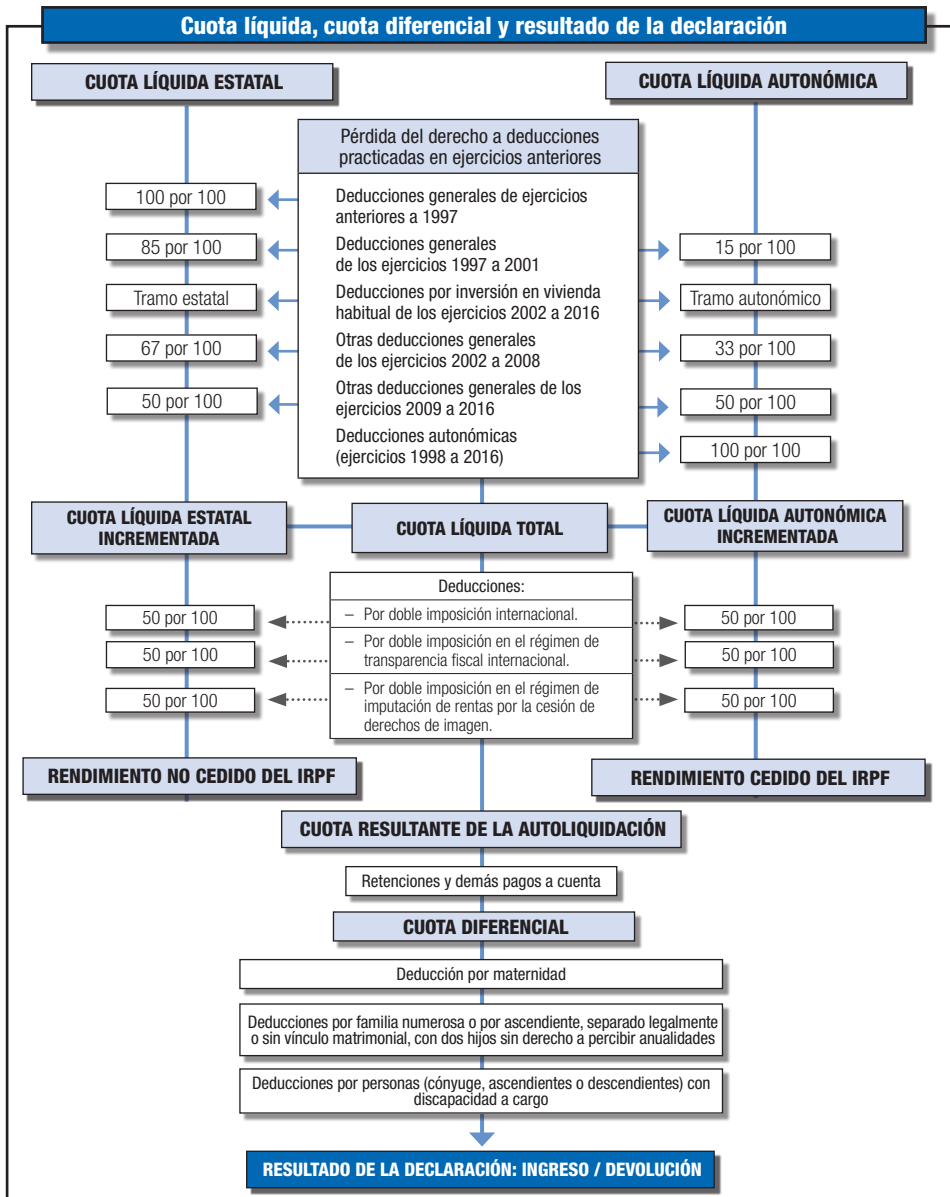 Cuota líquida, cuota diferencial y resultado de la declaración
CUOTA LÍQUIDA ESTATAL
CUOTA LÍQUIDA AUTONÓMICA
Pérdida del derecho a deducciones
practicadas en ejercicios anteriores
100 por 100
Deducciones generales de ejercicios
anteriores a 1997
85 por 100
Deducciones generales
de los ejercicios 1997 a 2001
15 por 100
Tramo estatal
Deducciones por inversión en vivienda
habitual de los ejercicios 2002 a 2016
Tramo autonómico
67 por 100
Otras deducciones generales
de los ejercicios 2002 a 2008
33 por 100
50 por 100
Otras deducciones generales de los
ejercicios 2009 a 2016
50 por 100
Deducciones autonómicas
(ejercicios 1998 a 2016)
100 por 100
CUOTA LÍQUIDA ESTATAL
INCREMENTADA
CUOTA LÍQUIDA TOTAL
CUOTA LÍQUIDA AUTONÓMICA
INCREMENTADA
Deducciones:
50 por 100
– Por doble imposición internacional.
50 por 100
50 por 100
– Por doble imposición en el régimen de
transparencia fiscal internacional.
50 por 100
50 por 100
– Por doble imposición en el régimen de
imputación de rentas por la cesión de
derechos de imagen.
50 por 100
RENDIMIENTO NO CEDIDO DEL IRPF
RENDIMIENTO CEDIDO DEL IRPF
CUOTA RESULTANTE DE LA AUTOLIQUIDACIÓN
Retenciones y demás pagos a cuenta
CUOTA DIFERENCIAL
Deducción por maternidad
Deducciones por familia numerosa o por ascendiente, separado legalmente
o sin vínculo matrimonial, con dos hijos sin derecho a percibir anualidades
Deducciones por personas (cónyuge, ascendientes o descendientes) con
discapacidad a cargo
RESULTADO DE LA DECLARACIÓN: INGRESO / DEVOLUCIÓN